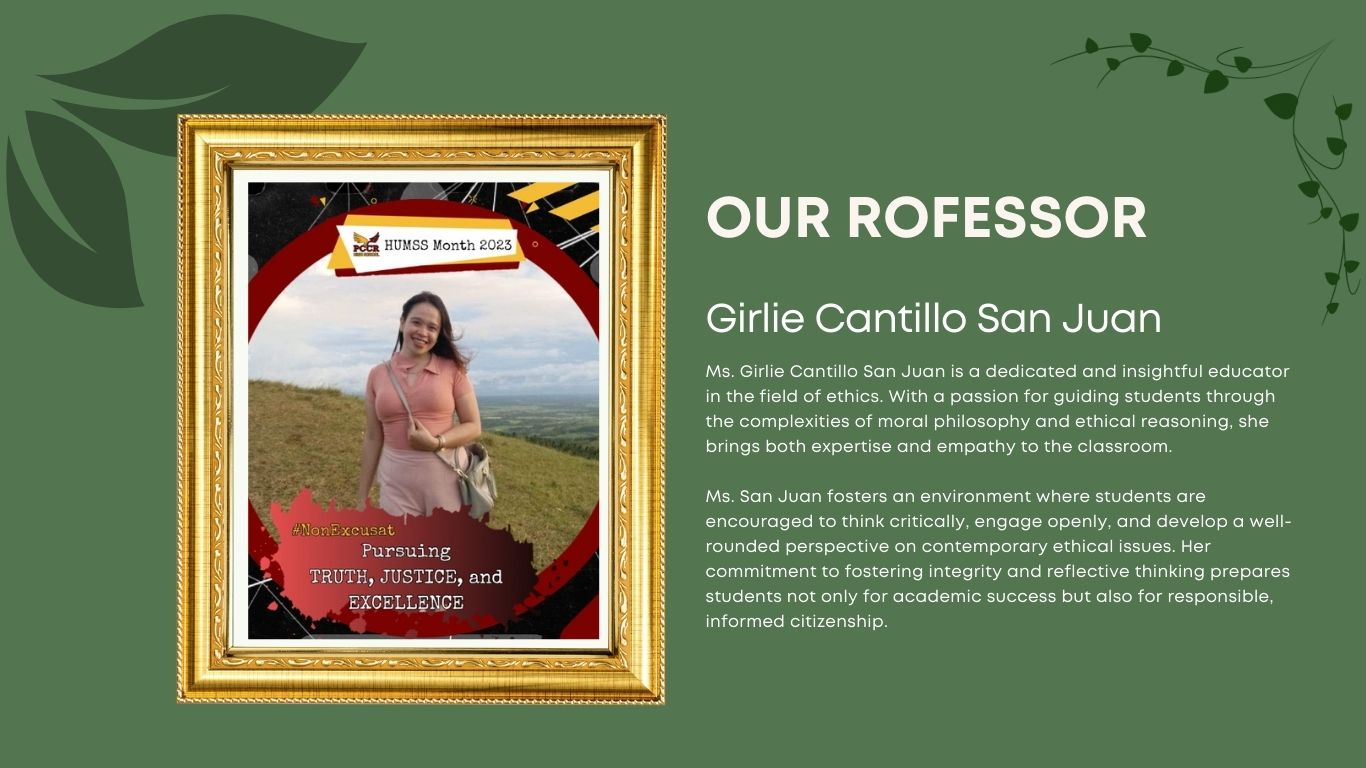 PCCR
HUMSS Month 2023
#NonExcusat
Pursuing
TRUTH, JUSTICE, and
EXCELLENCE
OUR ROFESSOR
Girlie Cantillo San Juan
Ms. Girlie Cantillo San Juan is a dedicated and insightful educator
in the field of ethics. With a passion for guiding students through
the complexities of moral philosophy and ethical reasoning, she
brings both expertise and empathy to the classroom.
Ms. San Juan fosters an environment where students are
encouraged to think critically, engage openly, and develop a well-
rounded perspective on contemporary ethical issues. Her
commitment to fostering integrity and reflective thinking prepares
students not only for academic success but also for responsible,
informed citizenship.